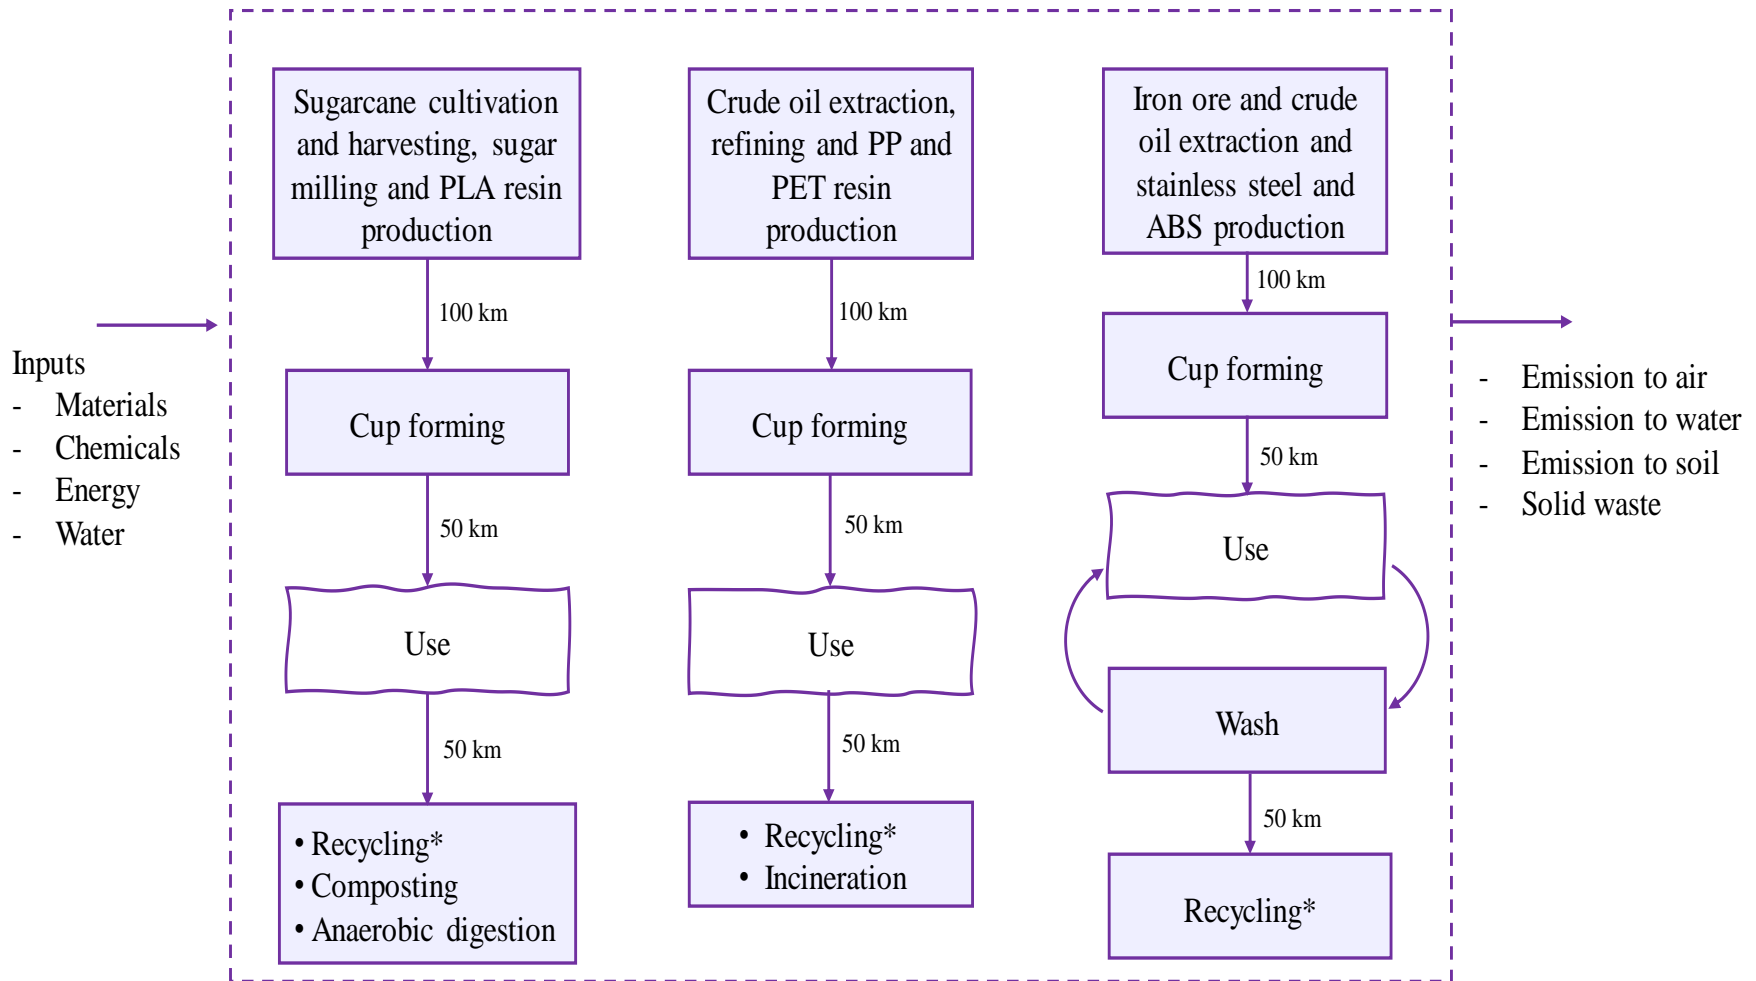 Inputs
- Materials
- Chemicals
- Energy
- Water
Sugarcane cultivation
and harvesting, sugar
milling and PLA resin
production
100 km
Cup forming
50 km
Use
50 km
• Recycling*
• Composting
• Anaerobic digestion
Crude oil extraction,
refining and PP and
PET resin
production
100 km
Cup forming
50 km
Use
50 km
• Recycling*
• Incineration
Iron ore and crude
oil extraction and
stainless steel and
ABS production
100 km
Cup forming
50 km
Use
Wash
50 km
Recycling*
- Emission to air
- Emission to water
- Emission to soil
- Solid waste